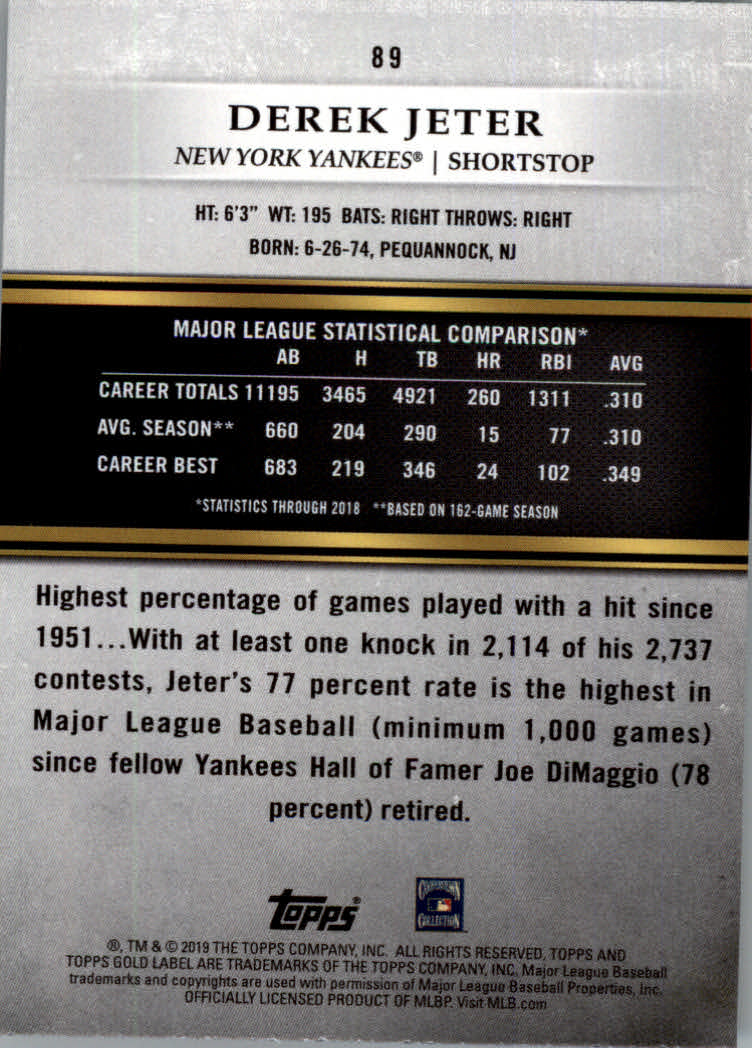 89
DEREK JETER
NEW YORK YANKEES® | SHORTSTOP
HT: 6'3" WT: 195 BATS: RIGHT THROWS: RIGHT
BORN: 6-26-74, PEQUANNOCK, NJ
MAJOR LEAGUE STATISTICAL COMPARISON*
AB H TB HR RBI AVG
CAREER TOTALS 11195 3465 4921 260 1311 .310
AVG. SEASON** 660 204 290 15 77 .310
CAREER BEST 683 219 346 24 102 .349
*STATISTICS THROUGH 2018 **BASED ON 162-GAME SEASON
Highest percentage of games played with a hit since
1951...With at least one knock in 2,114 of his 2,737
contests, Jeter's 77 percent rate is the highest in
Major League Baseball (minimum 1,000 games)
since fellow Yankees Hall of Famer Joe DiMaggio (78
percent) retired.
topps®
COOPERSTOWN
COLLECTION
®, TM & © 2019 THE TOPPS COMPANY, INC. ALL RIGHTS RESERVED, TOPPS AND
TOPPS GOLD LABEL ARE TRADEMARKS OF THE TOPPS COMPANY, INC. Major League Baseball
trademarks and copyrights are used with permission of Major League Baseball Properties, Inc.
OFFICIALLY LICENSED PRODUCT OF MLBP. Visit MLB.com